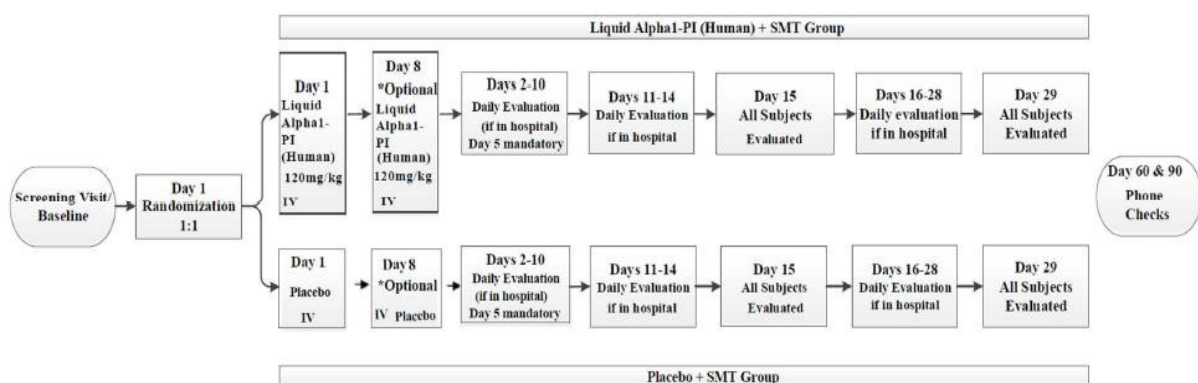 Liquid Alpha1-PI (Human) + SMT Group
Screening Visit/
Baseline
Day 1
Randomization
1:1
Day 1
Liquid
Alpha1-
PI
(Human)
120mg/kg
IV
Day 8
*Optional
Liquid
Alpha1-
PI
(Human)
120mg/kg
IV
Days 2-10
Daily Evaluation
(if in hospital)
Day 5 mandatory
Days 11-14
Daily Evaluation
if in hospital
Day 15
All Subjects
Evaluated
Days 16-28
Daily evaluation
if in hospital
Day 29
All Subjects
Evaluated
Day 1
Placebo
IV
Day 8
*Optional
IV Placebo
Days 2-10
Daily Evaluation
(if in hospital)
Day 5 mandatory
Days 11-14
Daily Evaluation
if in hospital
Day 15
All Subjects
Evaluated
Days 16-28
Daily Evaluation
if in hospital
Day 29
All Subjects
Evaluated
Day 60 & 90
Phone
Checks
Placebo + SMT Group